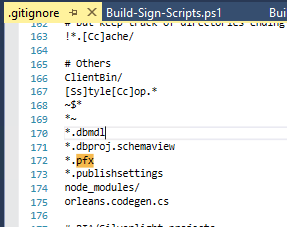 .gitignore Build-Sign-Scripts.ps1 Bui
162 # but keep track of directories ending
163 !*.[Cc]ache/
164
165 # Others
166 ClientBin/
167 [Ss]tyle[Cc]op.*
168 ~$*
169 *~
170 *.dbmdl
171 *.dbproj.schemaview
172 *.pfx
173 *.publishsettings
174 node_modules/
175 orleans.codegen.cs
176
177 # RIA/Silverlight projects